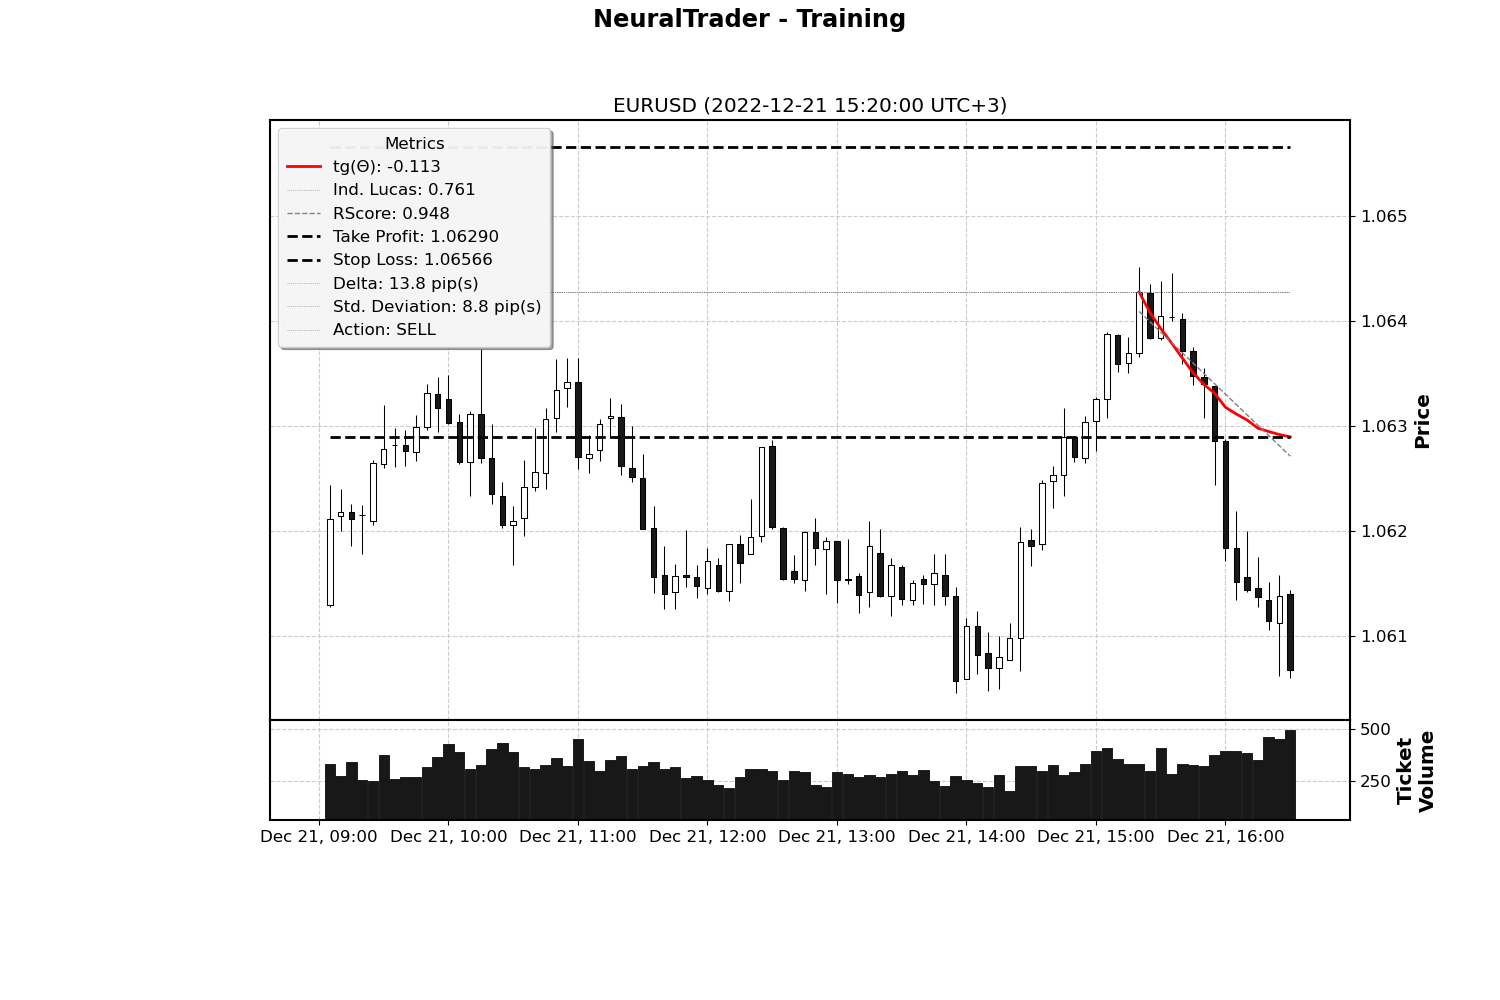 NeuralTrader - Training
EURUSD (2022-12-21 15:20:00 UTC+3)
Metrics
tg(Θ): -0.113
Ind. Lucas: 0.761
RScore: 0.948
Take Profit: 1.06290
Stop Loss: 1.06566
Delta: 13.8 pip(s)
Std. Deviation: 8.8 pip(s)
Action: SELL
1.065
1.064
1.063
1.062
1.061
Price
500
250
Ticket
Volume
Dec 21, 09:00 Dec 21, 10:00 Dec 21, 11:00 Dec 21, 12:00 Dec 21, 13:00 Dec 21, 14:00 Dec 21, 15:00 Dec 21, 16:00